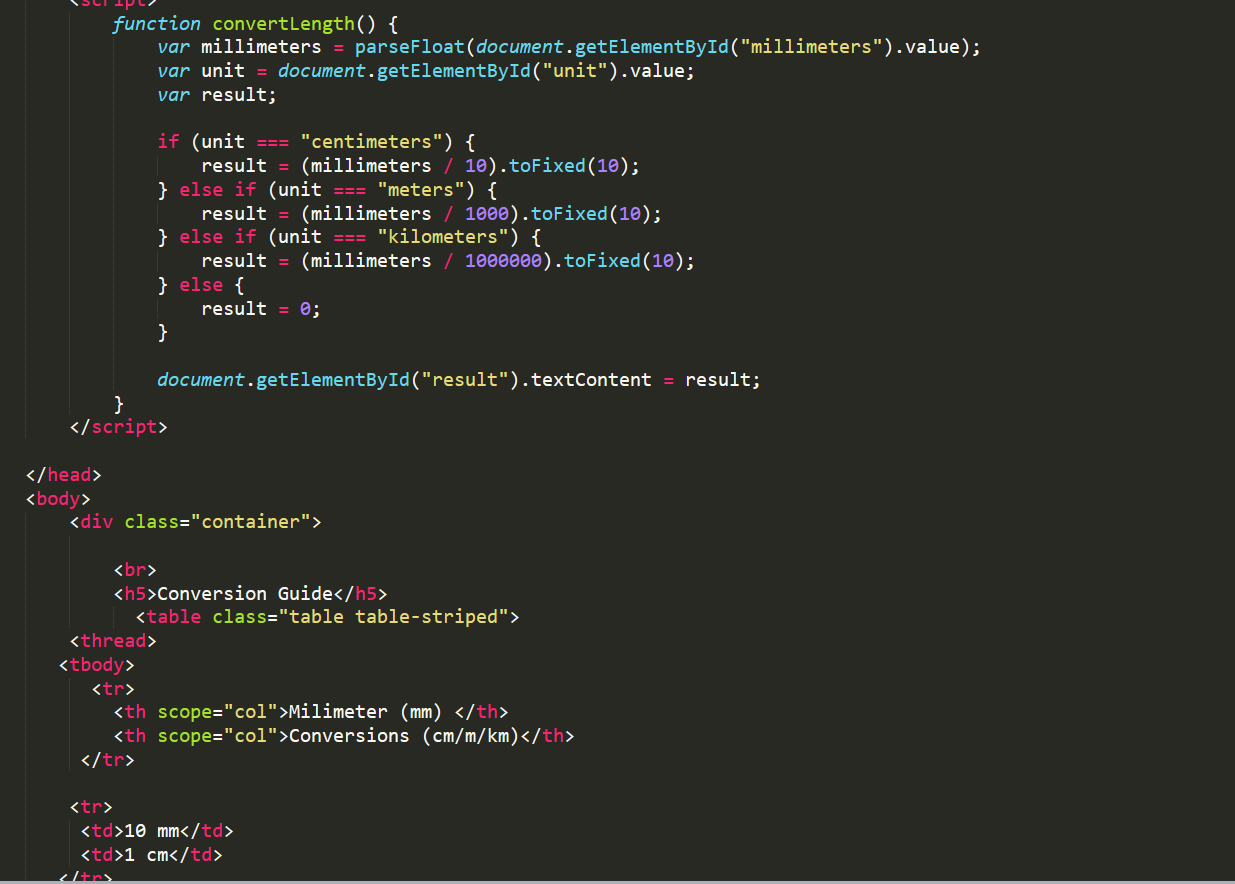 <script>
function convertLength() {
var millimeters = parseFloat(document.getElementById("millimeters").value);
var unit = document.getElementById("unit").value;
var result;
if (unit === "centimeters") {
result = (millimeters / 10).toFixed(10);
} else if (unit === "meters") {
result = (millimeters / 1000).toFixed(10);
} else if (unit === "kilometers") {
result = (millimeters / 1000000).toFixed(10);
} else {
result = 0;
}
document.getElementById("result").textContent = result;
}
</script>
</head>
<body>
<div class="container">
<br>
<h5>Conversion Guide</h5>
<table class="table table-striped">
<thread>
<tbody>
<tr>
<th scope="col">Milimeter (mm) </th>
<th scope="col">Conversions (cm/m/km)</th>
</tr>
<tr>
<td>10 mm</td>
<td>1 cm</td>
</tr>